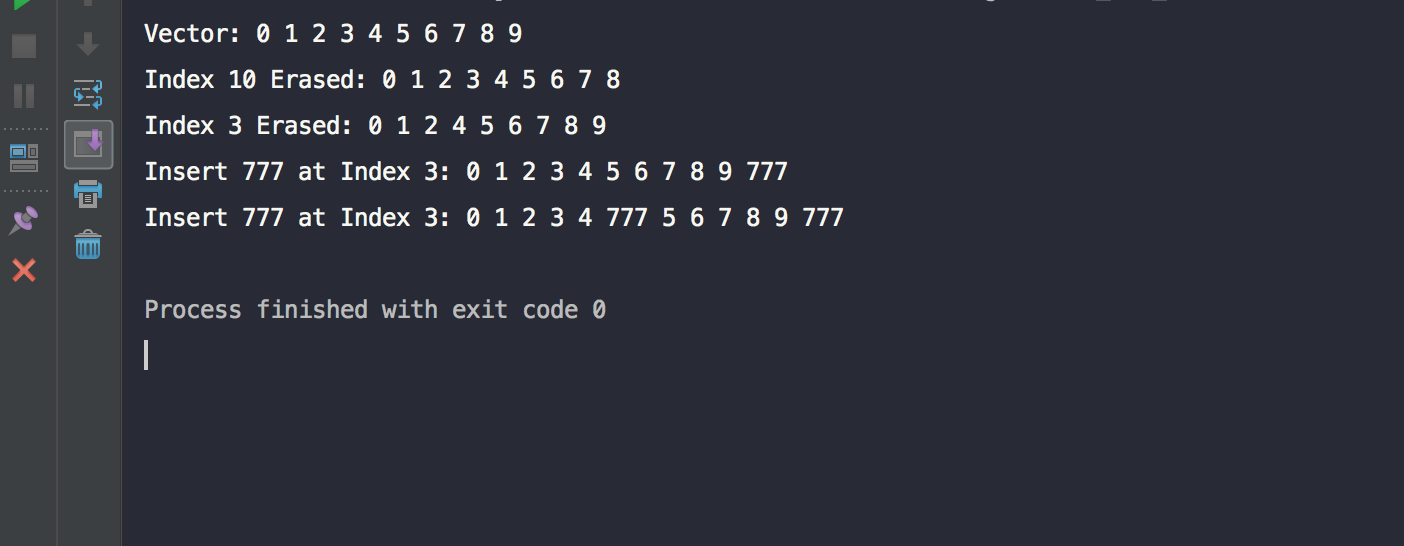 Vector: 0 1 2 3 4 5 6 7 8 9
Index 10 Erased: 0 1 2 3 4 5 6 7 8
Index 3 Erased: 0 1 2 4 5 6 7 8 9
Insert 777 at Index 3: 0 1 2 3 4 5 6 7 8 9 777
Insert 777 at Index 3: 0 1 2 3 4 777 5 6 7 8 9 777
Process finished with exit code 0